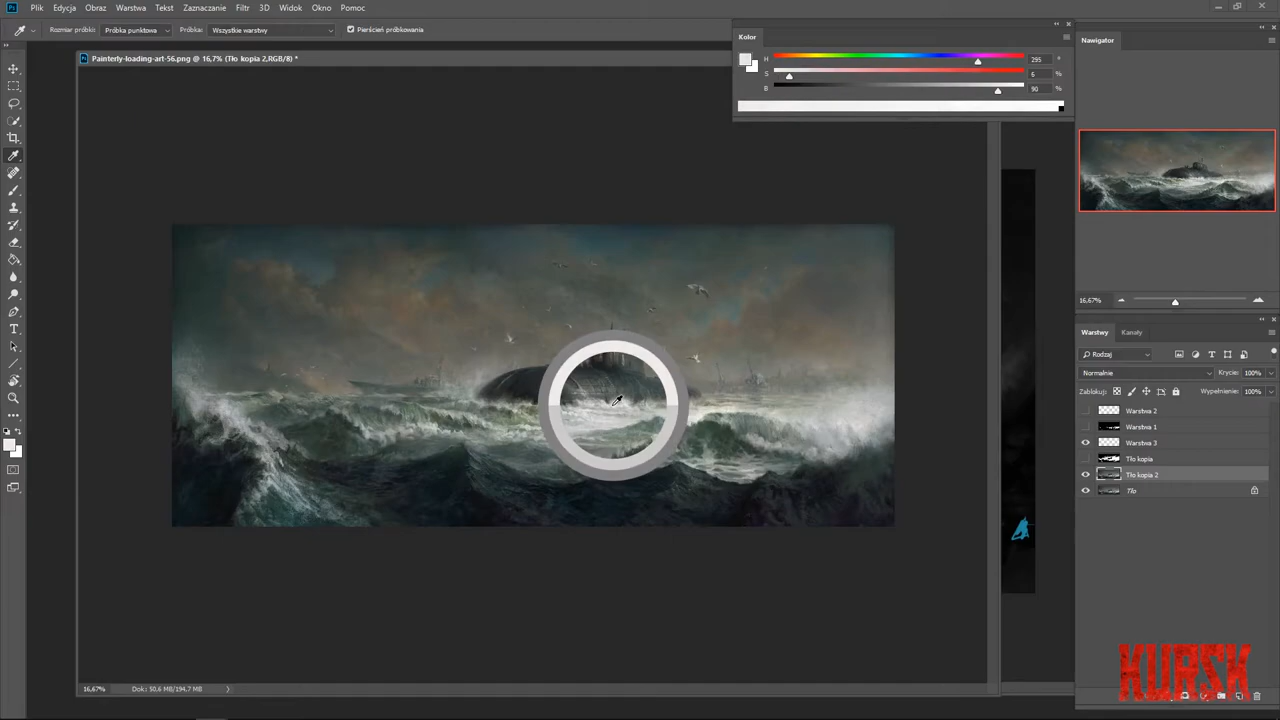 Plik Edycja Obraz Warstwa Tekst Zaznaczanie Filtr 3D Widok Okno Pomoc
Rozmiar próbki: Próbka punktowa Próbka: Wszystkie warstwy Pierścień próbkowania
Painterly-loading-art-56.png @ 16,7% (Tło kopia 2,RGB/8) *
Kolor
H 295 °
S 6 %
B 90 %
Nawigator
16,67%
Warstwy Kanały
Rodzaj
Normalnie Krycie: 100%
Zablokuj: Wypełnienie: 100%
Warstwa 2
Warstwa 1
Warstwa 3
Tło kopia
Tło kopia 2
Tło
16,67% Dok: 50,6 MB/194,7 MB
KURSK